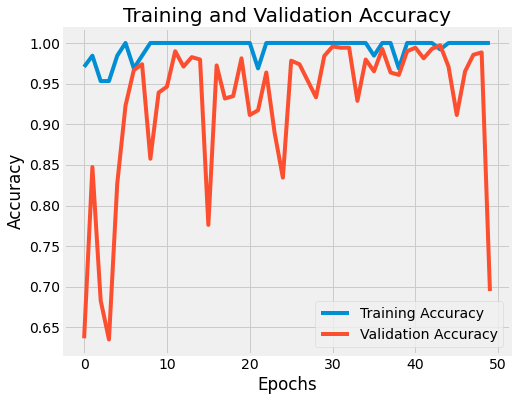 Training and Validation Accuracy
1.00
0.95
0.90
0.85
0.80
0.75
0.70
0.65
Accuracy
Training Accuracy
Validation Accuracy
0 10 20 30 40 50
Epochs